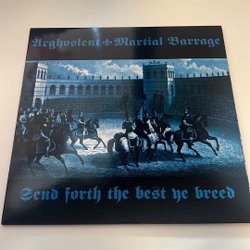 Arghoslent + Martial Barrage
Send forth the best ye breed